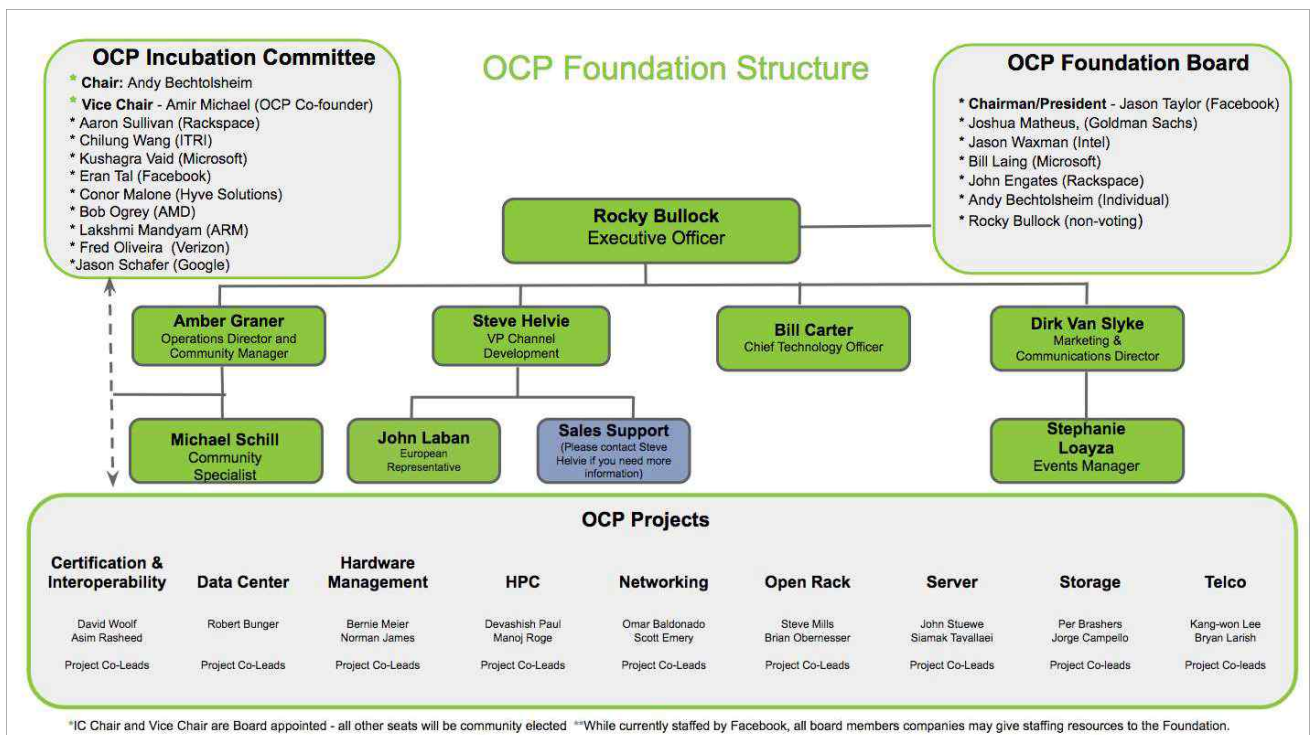 OCP Foundation Structure
OCP Incubation Committee
* Chair: Andy Bechtolsheim
* Vice Chair - Amir Michael (OCP Co-founder)
* Aaron Sullivan (Rackspace)
* Chilung Wang (ITRI)
* Kushagra Vaid (Microsoft)
* Eran Tal (Facebook)
* Conor Malone (Hyve Solutions)
* Bob Ogrey (AMD)
* Lakshmi Mandyam (ARM)
* Fred Oliveira (Verizon)
*Jason Schafer (Google)
OCP Foundation Board
* Chairman/President - Jason Taylor (Facebook)
* Joshua Matheus, (Goldman Sachs)
* Jason Waxman (Intel)
* Bill Laing (Microsoft)
* John Engates (Rackspace)
* Andy Bechtolsheim (Individual)
* Rocky Bullock (non-voting)
Rocky Bullock
Executive Officer
Amber Graner
Operations Director and
Community Manager
Steve Helvie
VP Channel
Development
Bill Carter
Chief Technology Officer
Dirk Van Slyke
Marketing &
Communications Director
Michael Schill
Community
Specialist
John Laban
European
Representative
Sales Support
(Please contact Steve
Helvie if you need more
information)
Stephanie
Loayza
Events Manager
OCP Projects
Certification &
Interoperability
David Woolf
Asim Rasheed
Project Co-Leads
Data Center
Robert Bunger
Project Co-Leads
Hardware
Management
Bernie Meier
Norman James
Project Co-Leads
HPC
Devashish Paul
Manoj Roge
Project Co-Leads
Networking
Omar Baldonado
Scott Emery
Project Co-Leads
Open Rack
Steve Mills
Brian Obernesser
Project Co-Leads
Server
John Stuewe
Siamak Tavallaei
Project Co-Leads
Storage
Per Brashers
Jorge Campello
Project Co-leads
Telco
Kang-won Lee
Bryan Larish
Project Co-leads
*IC Chair and Vice Chair are Board appointed - all other seats will be community elected **While currently staffed by Facebook, all board members companies may give staffing resources to the Foundation.